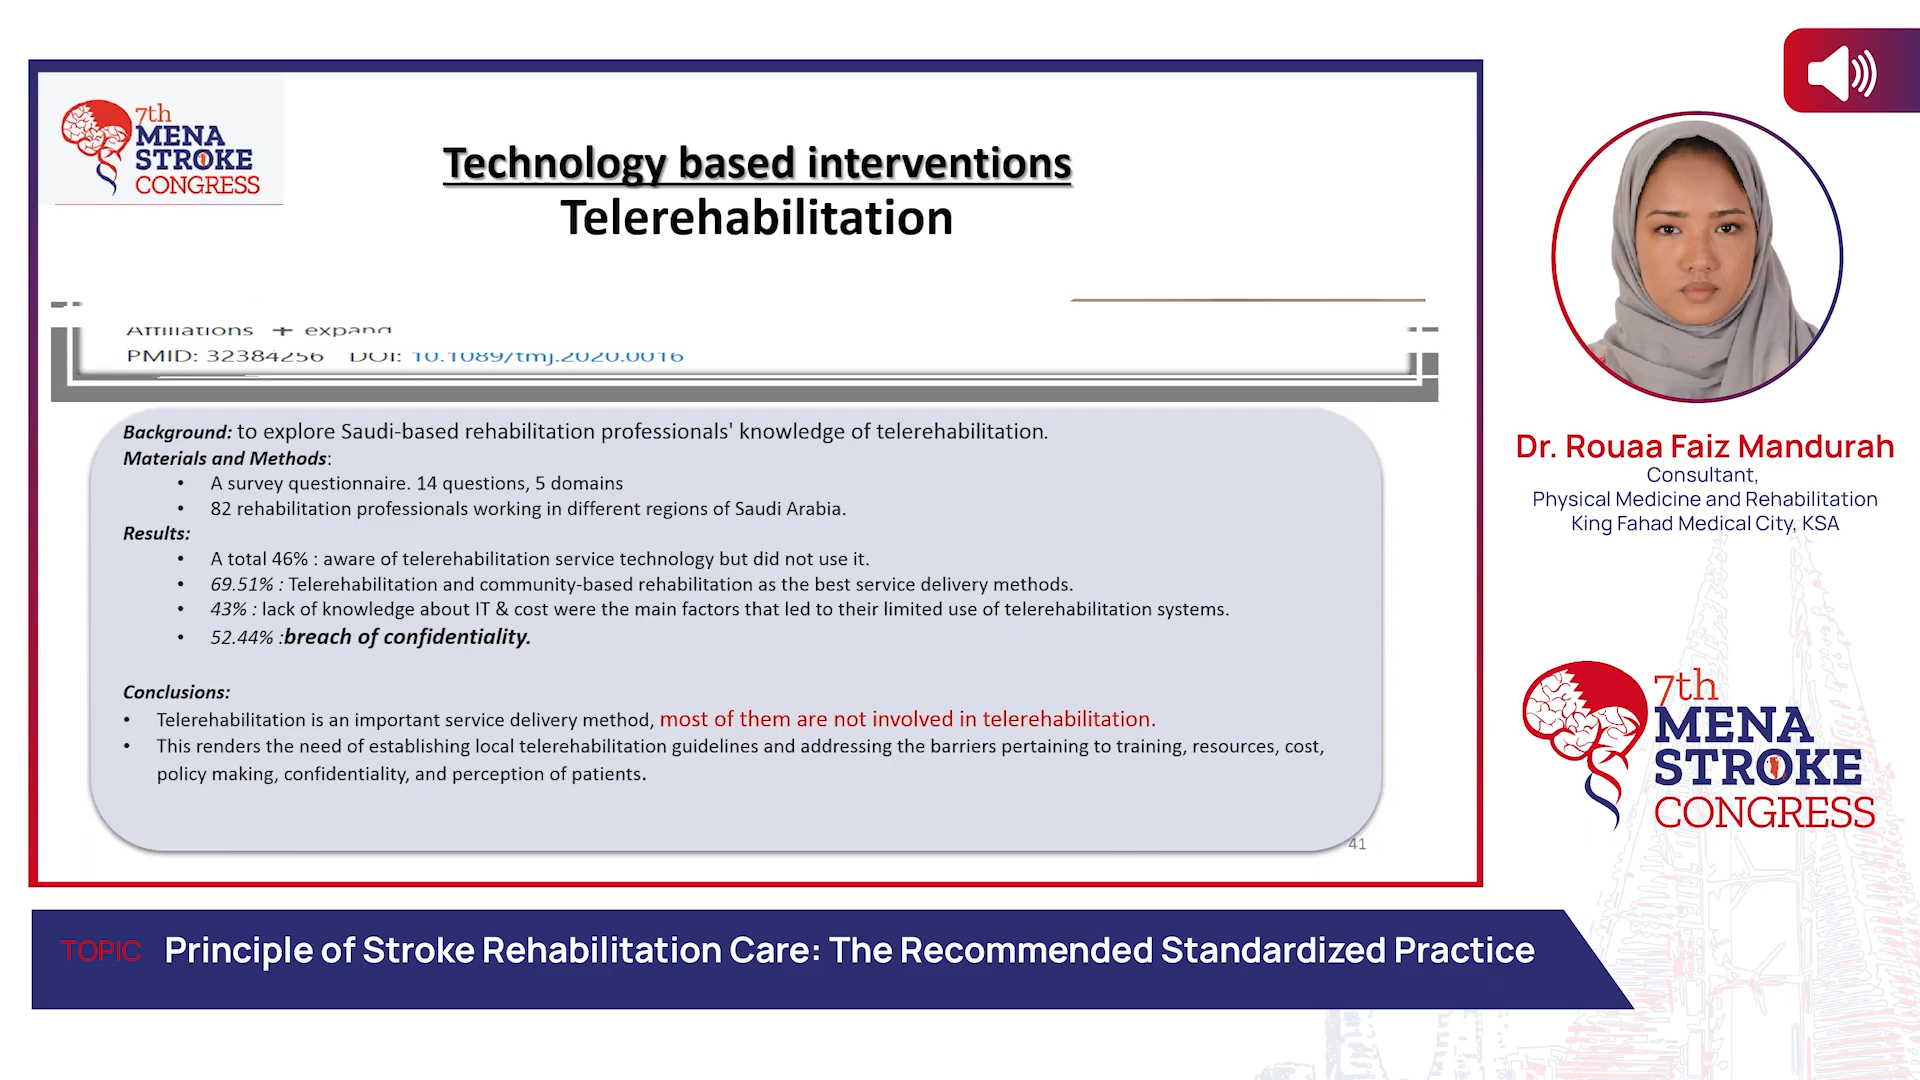 7th
MENA
STROKE
CONGRESS
Technology based interventions
Telerehabilitation
Affiliations + expand
PMID: 32384256 DOI: 10.1089/tmj.2020.0016
Background: to explore Saudi-based rehabilitation professionals' knowledge of telerehabilitation.
Materials and Methods:
• A survey questionnaire. 14 questions, 5 domains
• 82 rehabilitation professionals working in different regions of Saudi Arabia.
Results:
• A total 46% : aware of telerehabilitation service technology but did not use it.
• 69.51% : Telerehabilitation and community-based rehabilitation as the best service delivery methods.
• 43% : lack of knowledge about IT & cost were the main factors that led to their limited use of telerehabilitation systems.
• 52.44% :breach of confidentiality.
Conclusions:
• Telerehabilitation is an important service delivery method, most of them are not involved in telerehabilitation.
• This renders the need of establishing local telerehabilitation guidelines and addressing the barriers pertaining to training, resources, cost,
policy making, confidentiality, and perception of patients.
41
Dr. Rouaa Faiz Mandurah
Consultant,
Physical Medicine and Rehabilitation
King Fahad Medical City, KSA
7th
MENA
STROKE
CONGRESS
TOPIC Principle of Stroke Rehabilitation Care: The Recommended Standardized Practice